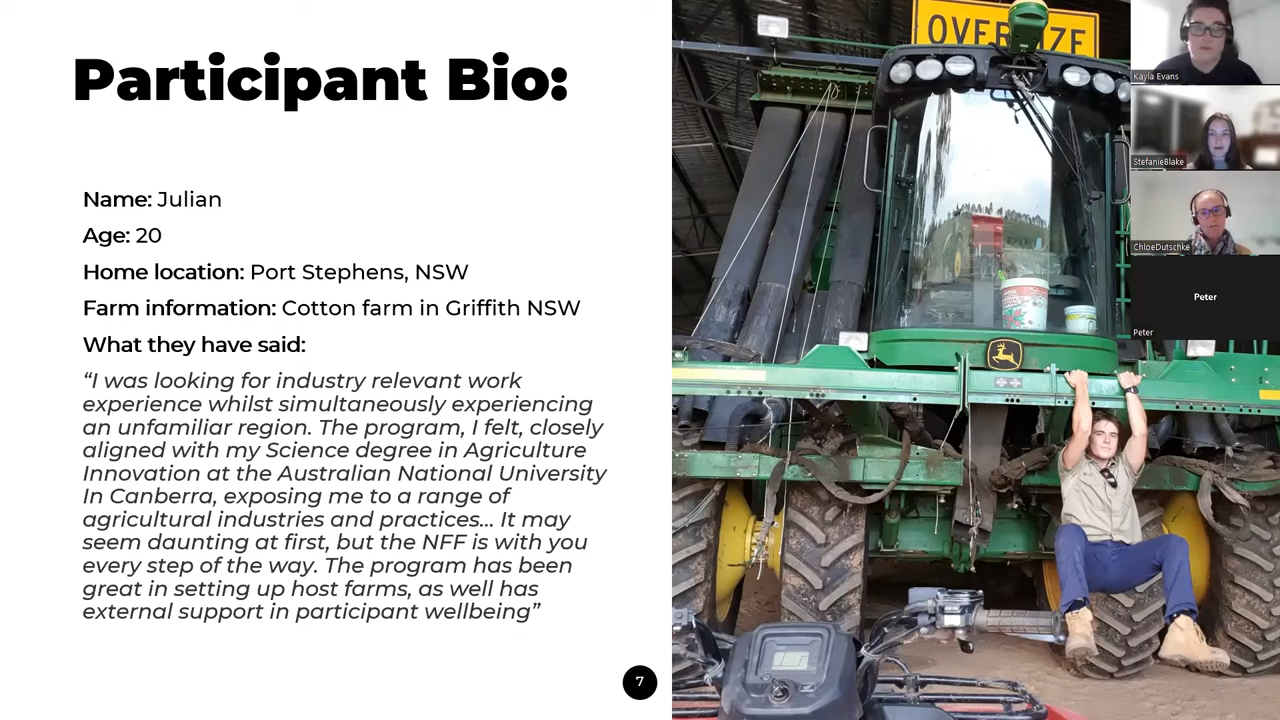 Participant Bio:
Name: Julian
Age: 20
Home location: Port Stephens, NSW
Farm information: Cotton farm in Griffith NSW
What they have said:
“I was looking for industry relevant work
experience whilst simultaneously experiencing
an unfamiliar region. The program, I felt, closely
aligned with my Science degree in Agriculture
Innovation at the Australian National University
In Canberra, exposing me to a range of
agricultural industries and practices... It may
seem daunting at first, but the NFF is with you
every step of the way. The program has been
great in setting up host farms, as well has
external support in participant wellbeing”
7
OVERSIZE
Kayla Evans
StefanieBlake
ChloeDutschke
Peter
Peter